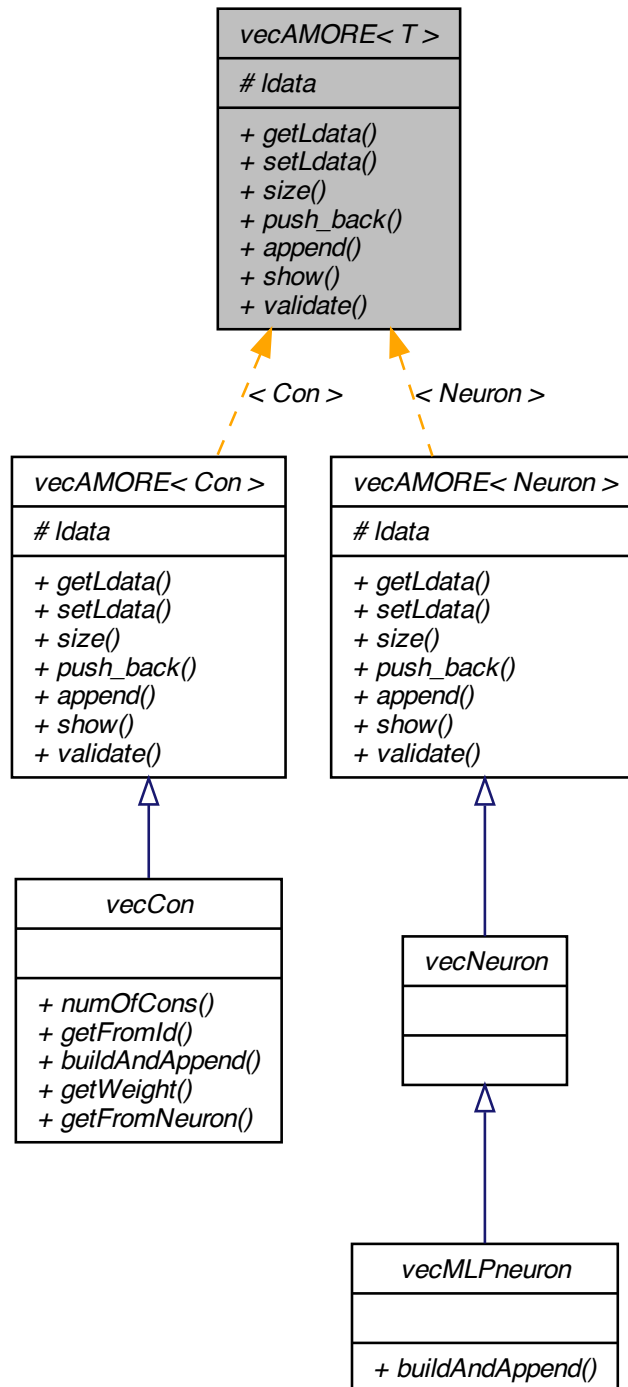 vecAMORE< T >
# ldata
+ getLdata()
+ setLdata()
+ size()
+ push_back()
+ append()
+ show()
+ validate()
< Con >
< Neuron >
vecAMORE< Con >
# ldata
+ getLdata()
+ setLdata()
+ size()
+ push_back()
+ append()
+ show()
+ validate()
vecAMORE< Neuron >
# ldata
+ getLdata()
+ setLdata()
+ size()
+ push_back()
+ append()
+ show()
+ validate()
vecCon
+ numOfCons()
+ getFromId()
+ buildAndAppend()
+ getWeight()
+ getFromNeuron()
vecNeuron
vecMLPneuron
+ buildAndAppend()